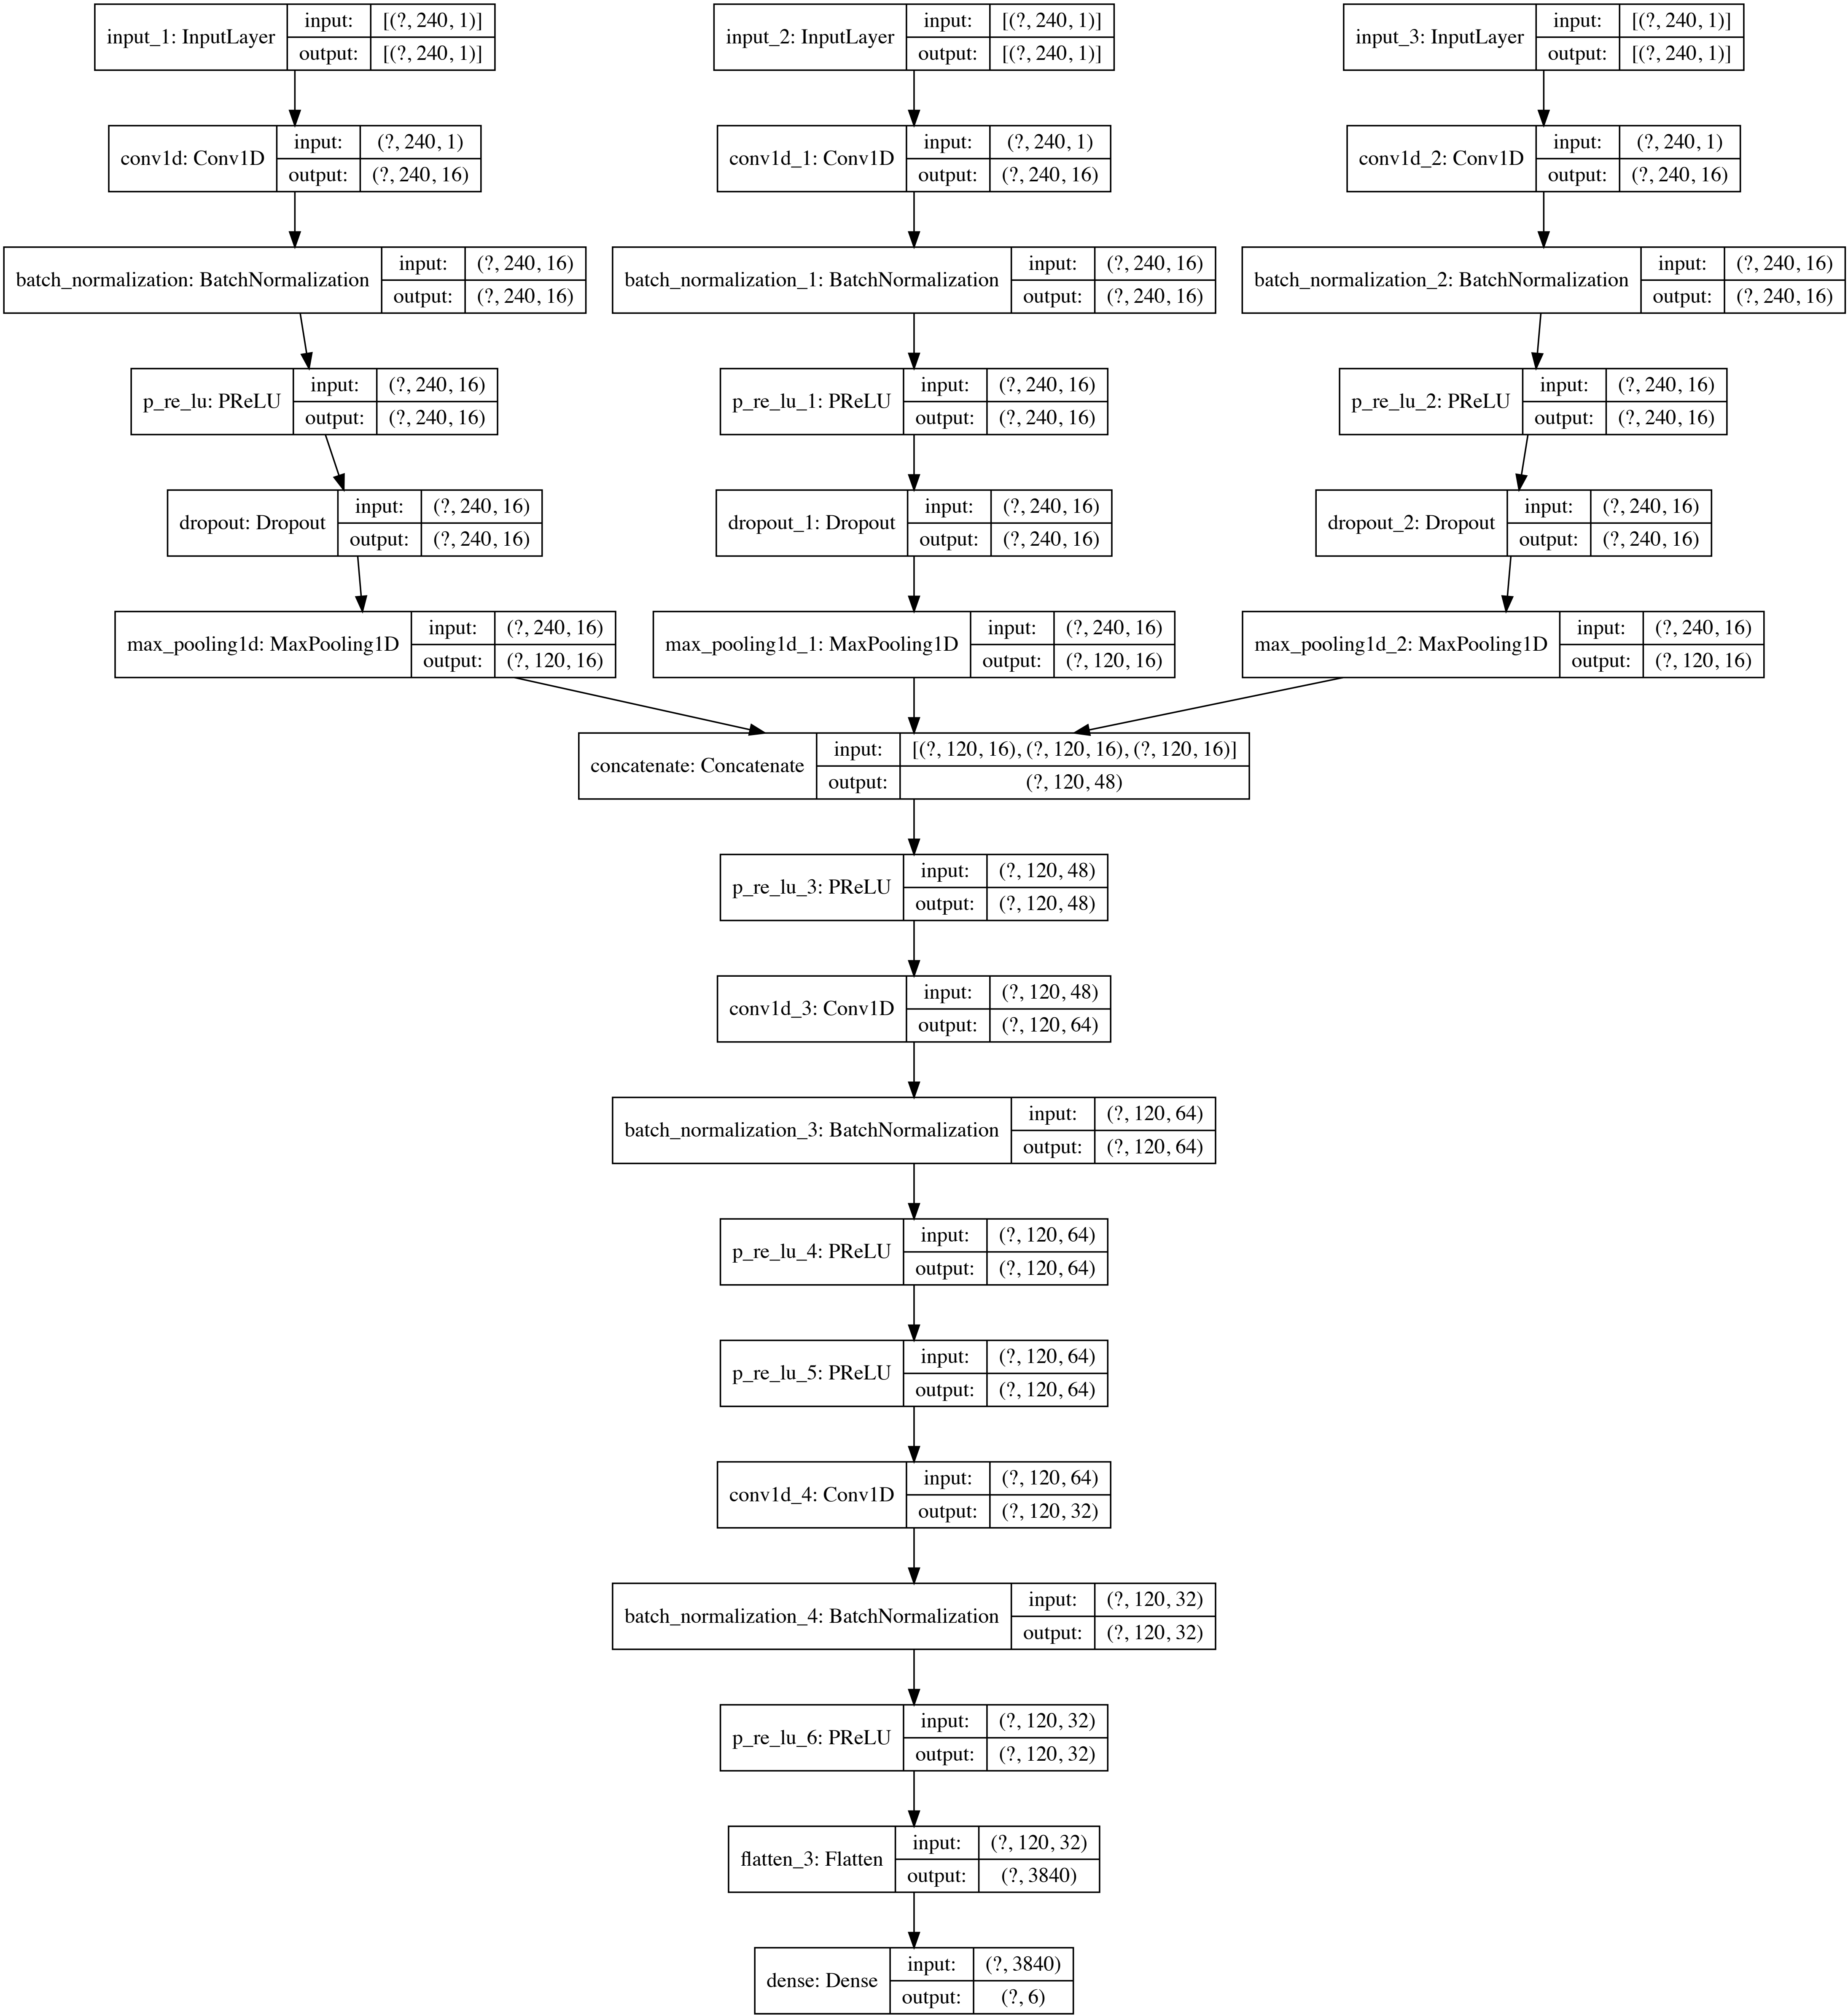 input_1: InputLayer input: [(?, 240, 1)] output: [(?, 240, 1)]
input_2: InputLayer input: [(?, 240, 1)] output: [(?, 240, 1)]
input_3: InputLayer input: [(?, 240, 1)] output: [(?, 240, 1)]
conv1d: Conv1D input: (?, 240, 1) output: (?, 240, 16)
conv1d_1: Conv1D input: (?, 240, 1) output: (?, 240, 16)
conv1d_2: Conv1D input: (?, 240, 1) output: (?, 240, 16)
batch_normalization: BatchNormalization input: (?, 240, 16) output: (?, 240, 16)
batch_normalization_1: BatchNormalization input: (?, 240, 16) output: (?, 240, 16)
batch_normalization_2: BatchNormalization input: (?, 240, 16) output: (?, 240, 16)
p_re_lu: PReLU input: (?, 240, 16) output: (?, 240, 16)
p_re_lu_1: PReLU input: (?, 240, 16) output: (?, 240, 16)
p_re_lu_2: PReLU input: (?, 240, 16) output: (?, 240, 16)
dropout: Dropout input: (?, 240, 16) output: (?, 240, 16)
dropout_1: Dropout input: (?, 240, 16) output: (?, 240, 16)
dropout_2: Dropout input: (?, 240, 16) output: (?, 240, 16)
max_pooling1d: MaxPooling1D input: (?, 240, 16) output: (?, 120, 16)
max_pooling1d_1: MaxPooling1D input: (?, 240, 16) output: (?, 120, 16)
max_pooling1d_2: MaxPooling1D input: (?, 240, 16) output: (?, 120, 16)
concatenate: Concatenate input: [(?, 120, 16), (?, 120, 16), (?, 120, 16)] output: (?, 120, 48)
p_re_lu_3: PReLU input: (?, 120, 48) output: (?, 120, 48)
conv1d_3: Conv1D input: (?, 120, 48) output: (?, 120, 64)
batch_normalization_3: BatchNormalization input: (?, 120, 64) output: (?, 120, 64)
p_re_lu_4: PReLU input: (?, 120, 64) output: (?, 120, 64)
p_re_lu_5: PReLU input: (?, 120, 64) output: (?, 120, 64)
conv1d_4: Conv1D input: (?, 120, 64) output: (?, 120, 32)
batch_normalization_4: BatchNormalization input: (?, 120, 32) output: (?, 120, 32)
p_re_lu_6: PReLU input: (?, 120, 32) output: (?, 120, 32)
flatten_3: Flatten input: (?, 120, 32) output: (?, 3840)
dense: Dense input: (?, 3840) output: (?, 6)